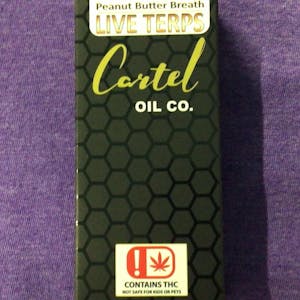 Peanut Butter Breath
LIVE TERPS
Cartel
OIL CO.
!
CONTAINS THC
NOT SAFE FOR KIDS OR PETS